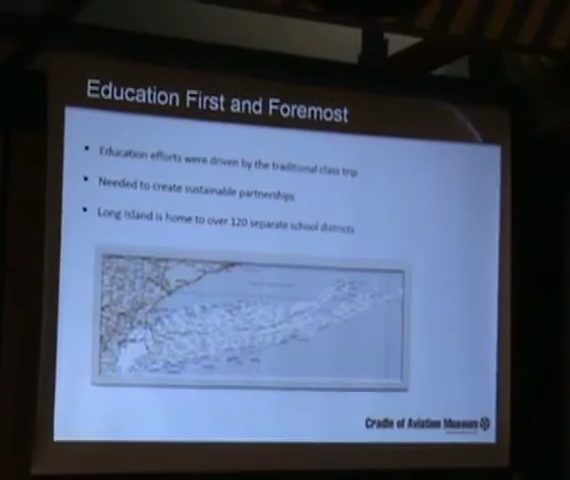 Education First and Foremost
Education efforts were driven by the traditional class trip
Needed to create sustainable partnerships
Long Island is home to over 120 separate school districts
Cradle of Aviation Museum